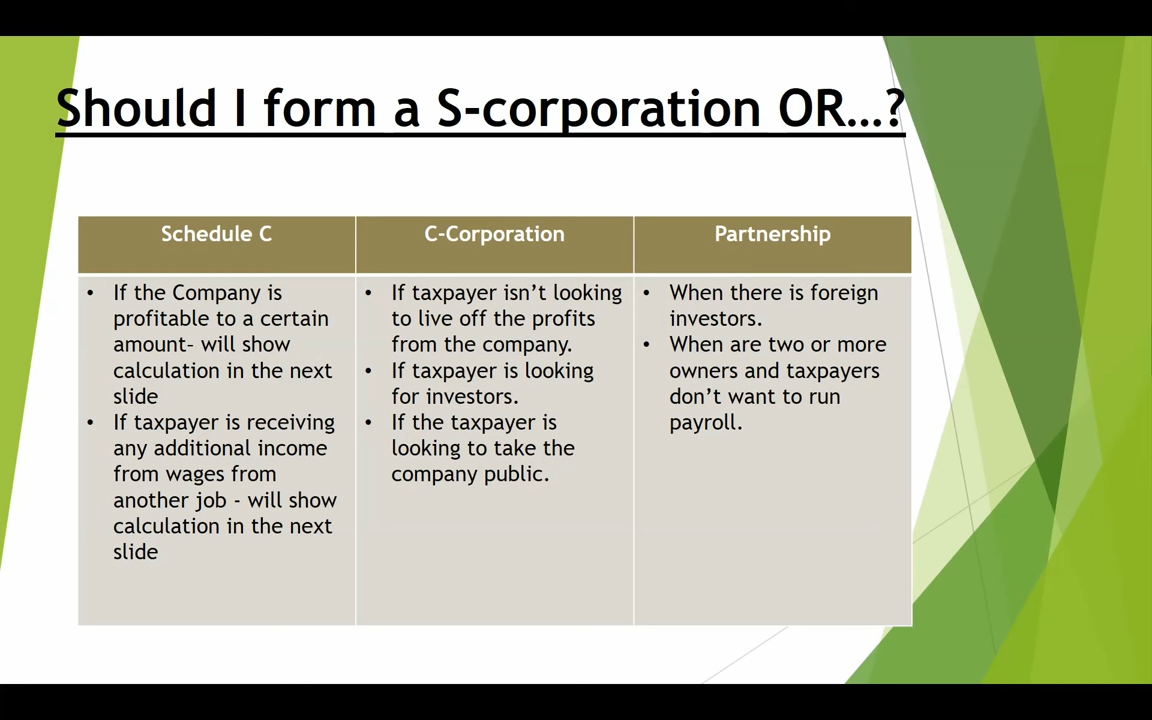 Should I form a S-corporation OR...?
Schedule C
C-Corporation
Partnership
• If the Company is
profitable to a certain
amount– will show
calculation in the next
slide
• If taxpayer is receiving
any additional income
from wages from
another job - will show
calculation in the next
slide
• If taxpayer isn’t looking
to live off the profits
from the company.
• If taxpayer is looking
for investors.
• If the taxpayer is
looking to take the
company public.
• When there is foreign
investors.
• When are two or more
owners and taxpayers
don’t want to run
payroll.